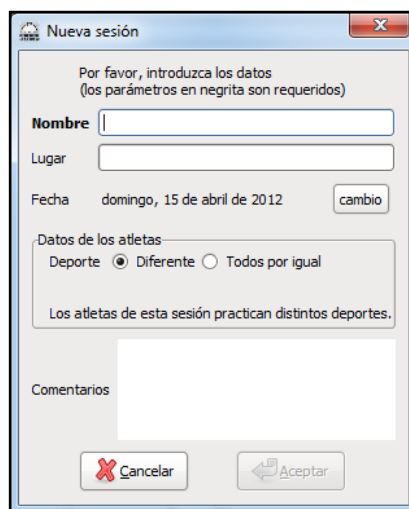 Nueva sesión
Por favor, introduzca los datos
(los parámetros en negrita son requeridos)
Nombre
Lugar
Fecha domingo, 15 de abril de 2012 cambio
Datos de los atletas
Deporte Diferente Todos por igual
Los atletas de esta sesión practican distintos deportes.
Comentarios
Cancelar Aceptar